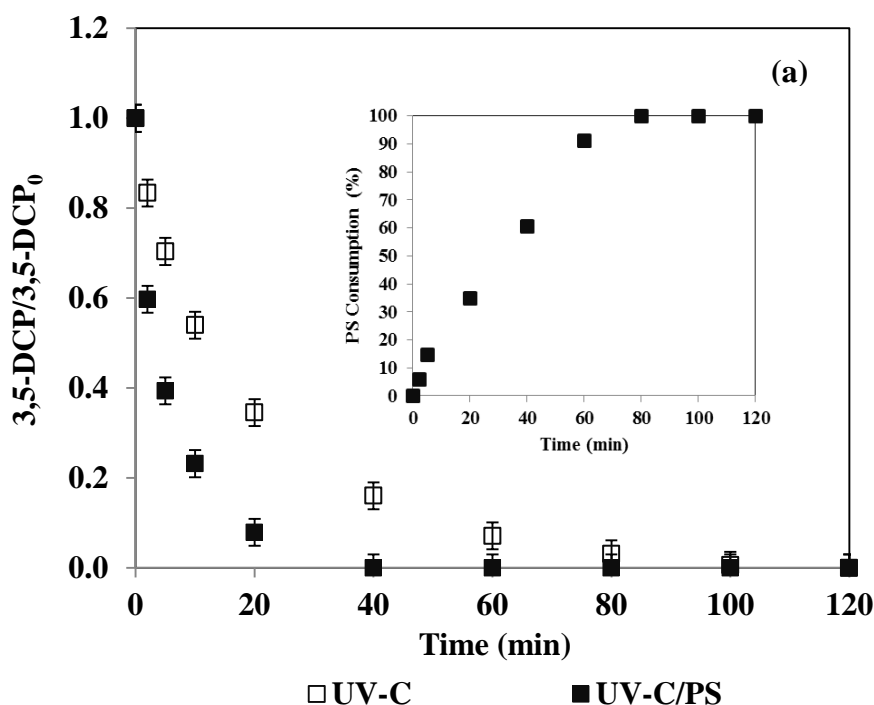 (a)
1.2
1.0
0.8
0.6
0.4
0.2
0.0
3,5-DCP/3,5-DCP₀
0 20 40 60 80 100 120
Time (min)
100
90
80
70
60
50
40
30
20
10
0
PS Consumption (%)
0 20 40 60 80 100 120
Time (min)
UV-C UV-C/PS